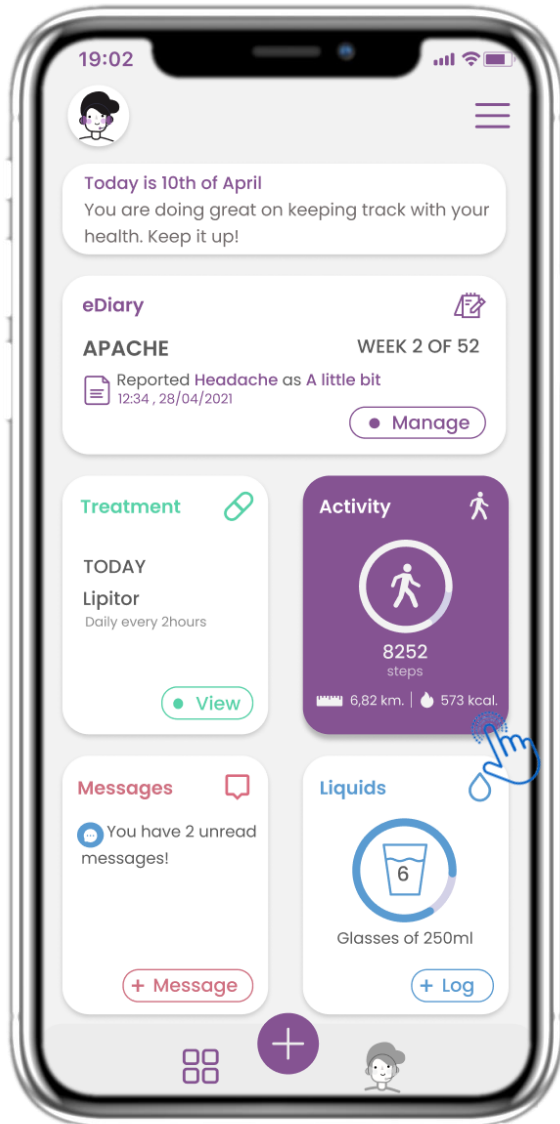 19:02
Today is 10th of April
You are doing great on keeping track with your
health. Keep it up!
eDiary
APACHE
WEEK 2 OF 52
Reported Headache as A little bit
12:34 , 28/04/2021
Manage
Treatment
TODAY
Lipitor
Daily every 2hours
View
Activity
8252
steps
6,82 km.
573 kcal.
Messages
You have 2 unread
messages!
+ Message
Liquids
6
Glasses of 250ml
+ Log